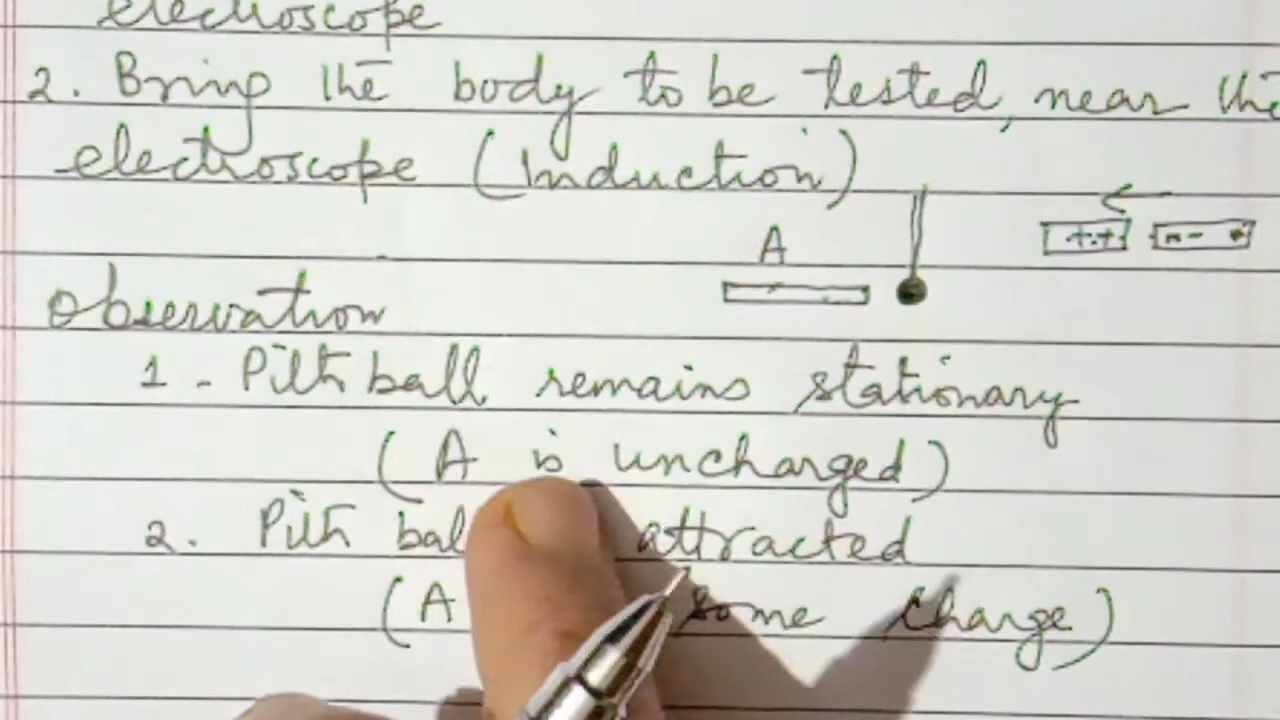 electroscope
2. Bring the body to be tested, near the
electroscope (Induction)
A
++ --
Observation
1 - Pith ball remains stationary
(A is uncharged)
2. Pith bal attracted
(A some charge)